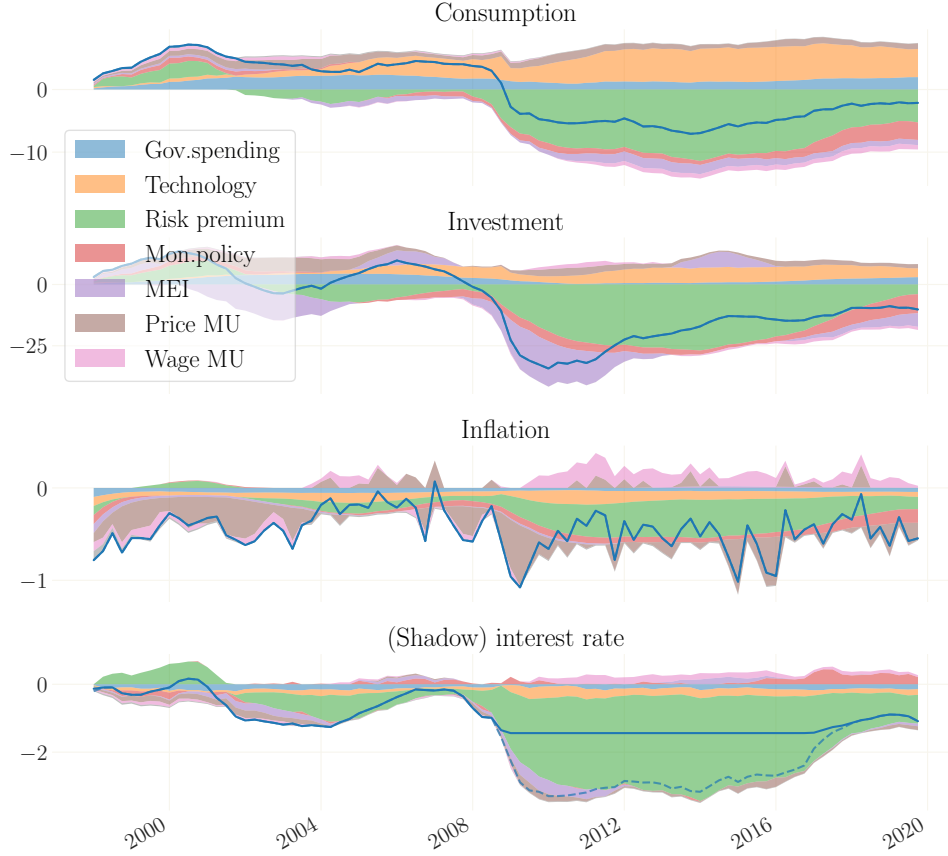 Consumption
0
−10
Gov.spending
Technology
Risk premium
Mon.policy
MEI
Price MU
Wage MU
Investment
0
−25
Inflation
0
−1
(Shadow) interest rate
0
−2
2000
2004
2008
2012
2016
2020